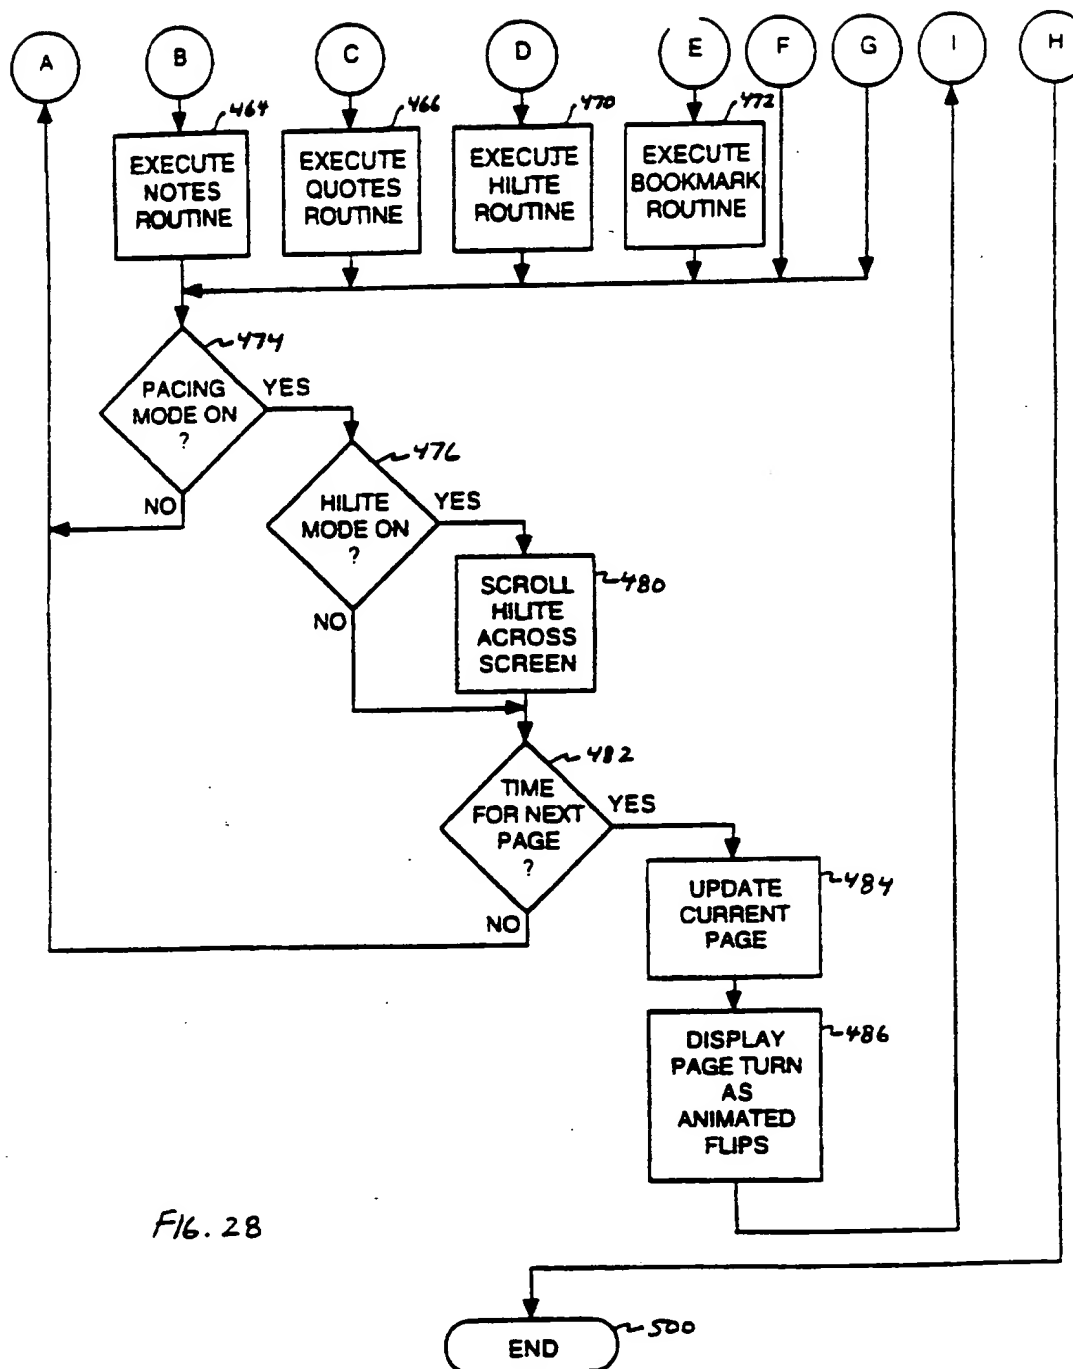 A B C D E F G I H
464 466 470 472
EXECUTE
NOTES
ROUTINE
EXECUTE
QUOTES
ROUTINE
EXECUTE
HILITE
ROUTINE
EXECUTE
BOOKMARK
ROUTINE
474
PACING
MODE ON
?
YES
NO
476
HILITE
MODE ON
?
YES
NO
480
SCROLL
HILITE
ACROSS
SCREEN
482
TIME
FOR NEXT
PAGE
?
YES
NO
484
UPDATE
CURRENT
PAGE
486
DISPLAY
PAGE TURN
AS
ANIMATED
FLIPS
FIG. 28
500
END